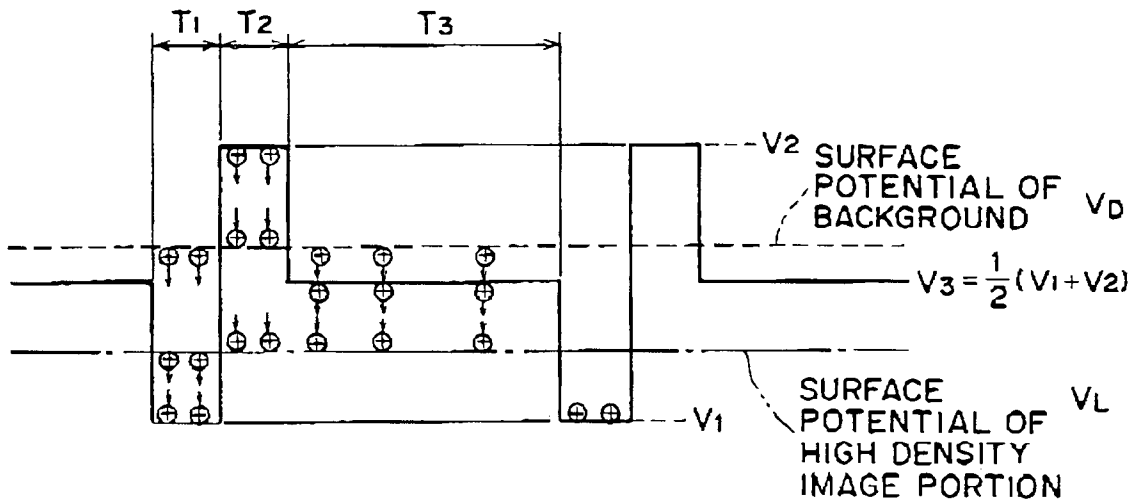 T1 T2 T3
V2
SURFACE
POTENTIAL OF
BACKGROUND VD
V3 = 1/2 (V1+V2)
V1
SURFACE
POTENTIAL OF
HIGH DENSITY
IMAGE PORTION
VL